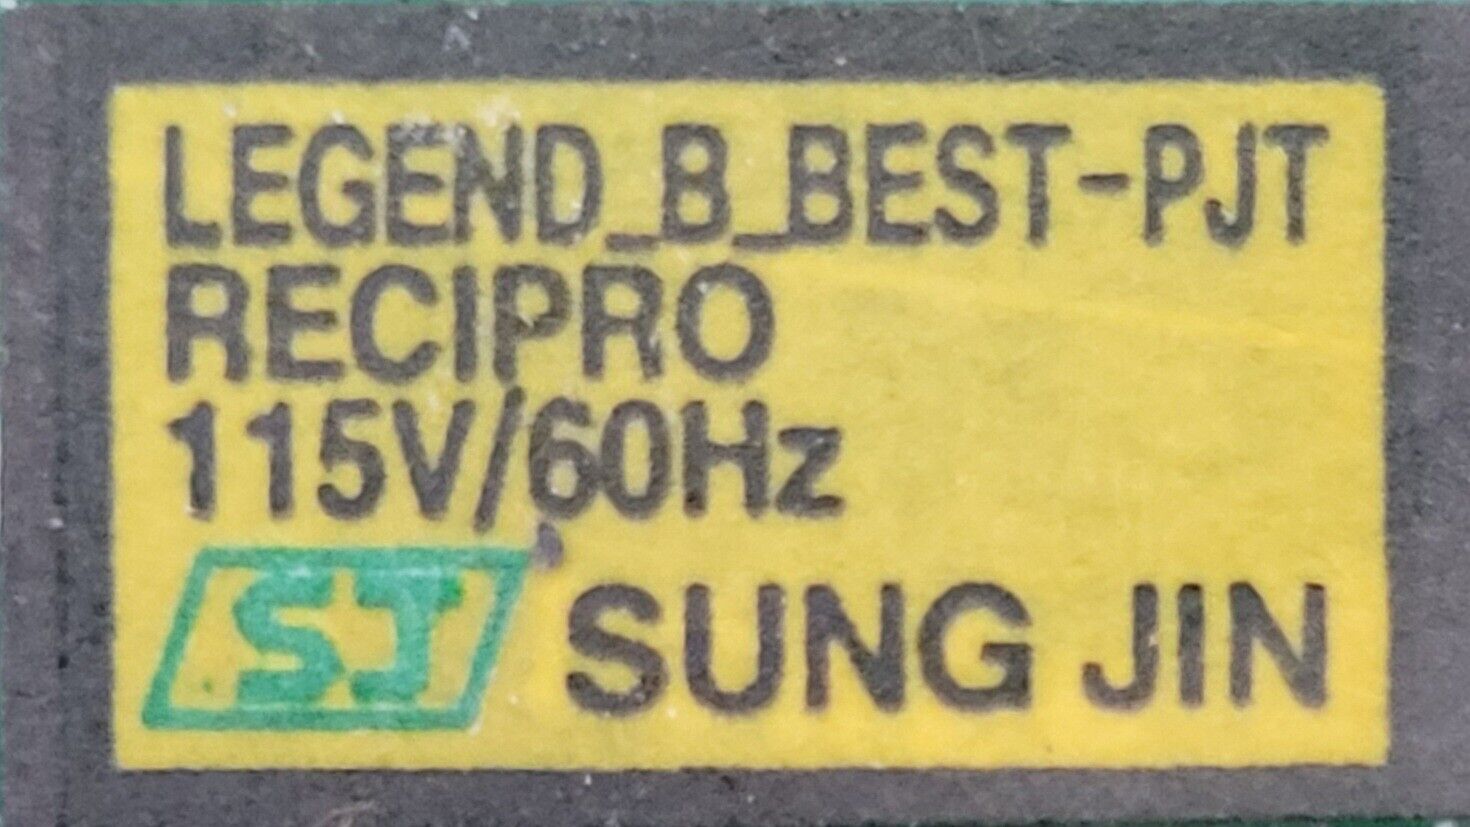 LEGEND_B_BEST-PJT
RECIPRO
115V/60Hz
SJ SUNG JIN